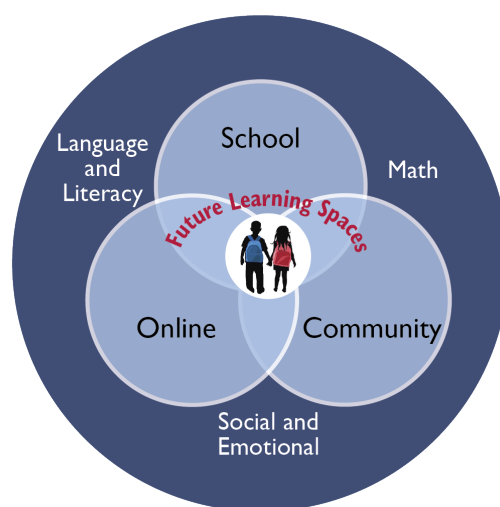 School
Language
and
Literacy
Math
Future Learning Spaces
Online
Community
Social and
Emotional